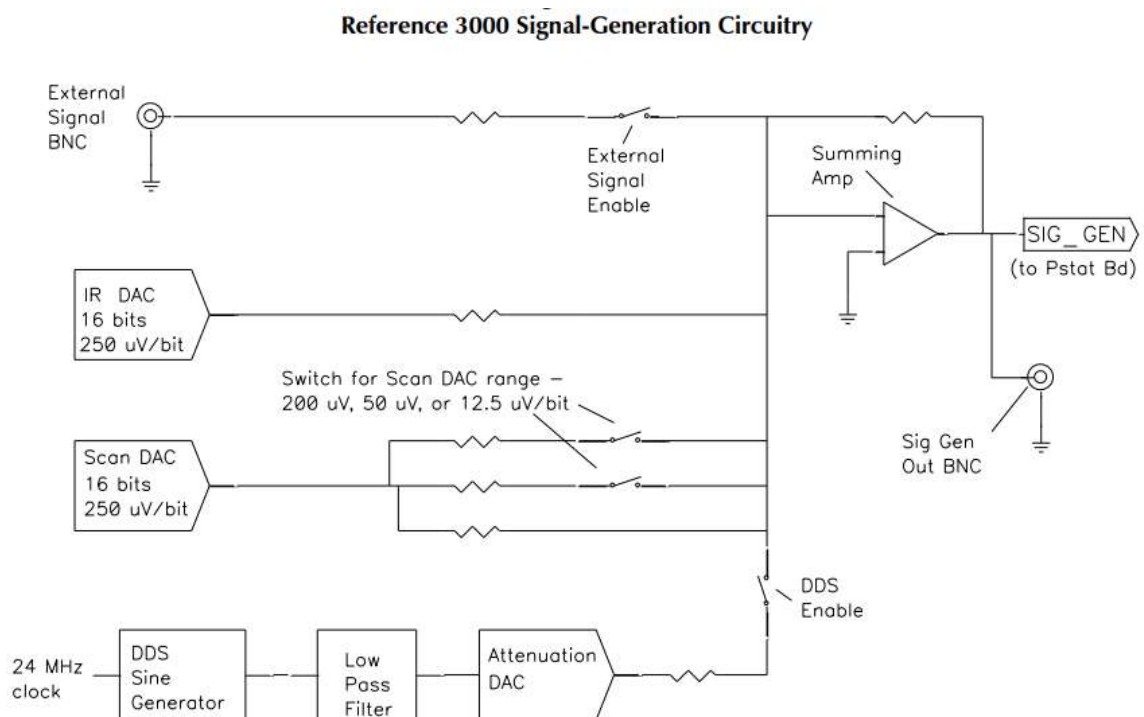 Reference 3000 Signal-Generation Circuitry
External
Signal
BNC
External
Signal
Enable
Summing
Amp
SIG_GEN
(to Pstat Bd)
IR DAC
16 bits
250 uV/bit
Switch for Scan DAC range –
200 uV, 50 uV, or 12.5 uV/bit
Sig Gen
Out BNC
Scan DAC
16 bits
250 uV/bit
DDS
Enable
24 MHz
clock
DDS
Sine
Generator
Low
Pass
Filter
Attenuation
DAC